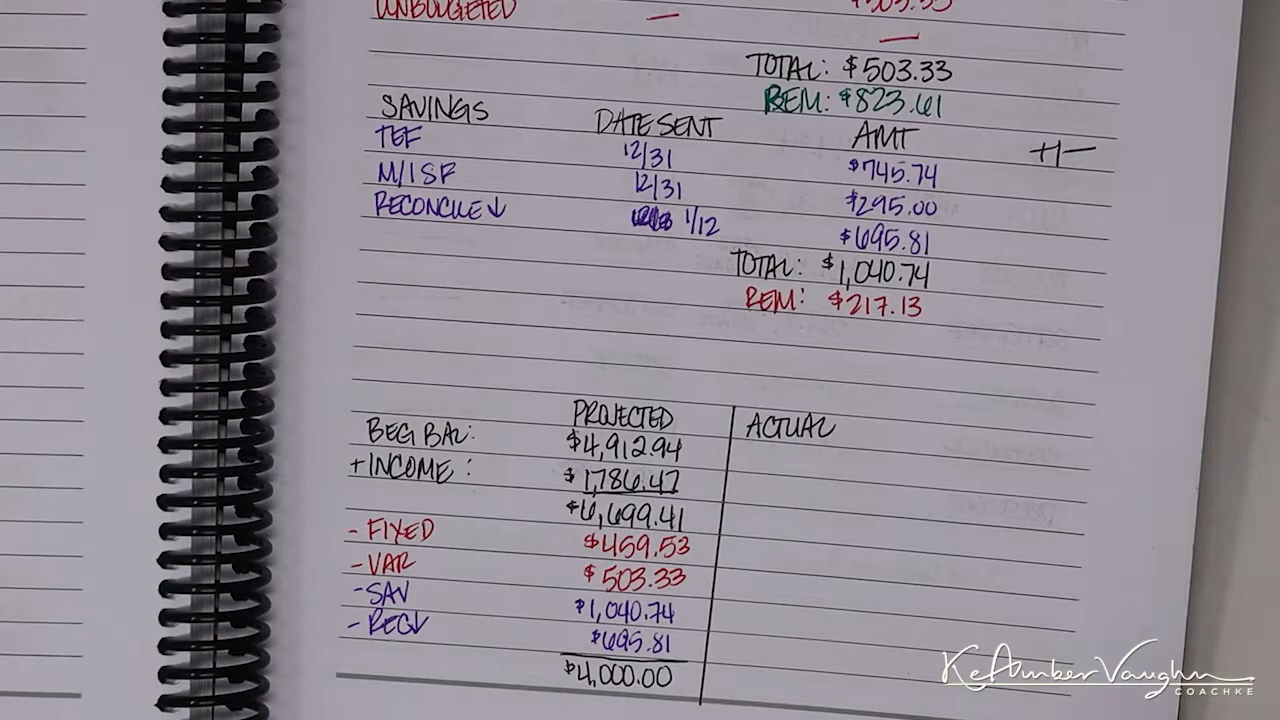 UNBUDGETED — $503.33
—
TOTAL: $503.33
REM: $823.61
SAVINGS DATE SENT AMT +/-
TEF 12/31 $745.74
M/ISF 12/31 $295.00
RECONCILE↓ 1/12 $695.81
TOTAL: $1,040.74
REM: $217.13
PROJECTED ACTUAL
BEG BAL: $4,912.94
+INCOME: $1,786.47
$6,699.41
- FIXED $459.53
- VAR $503.33
- SAV $1,040.74
- REC↓ $695.81
$4,000.00
KeAmber Vaughn
COACHKE